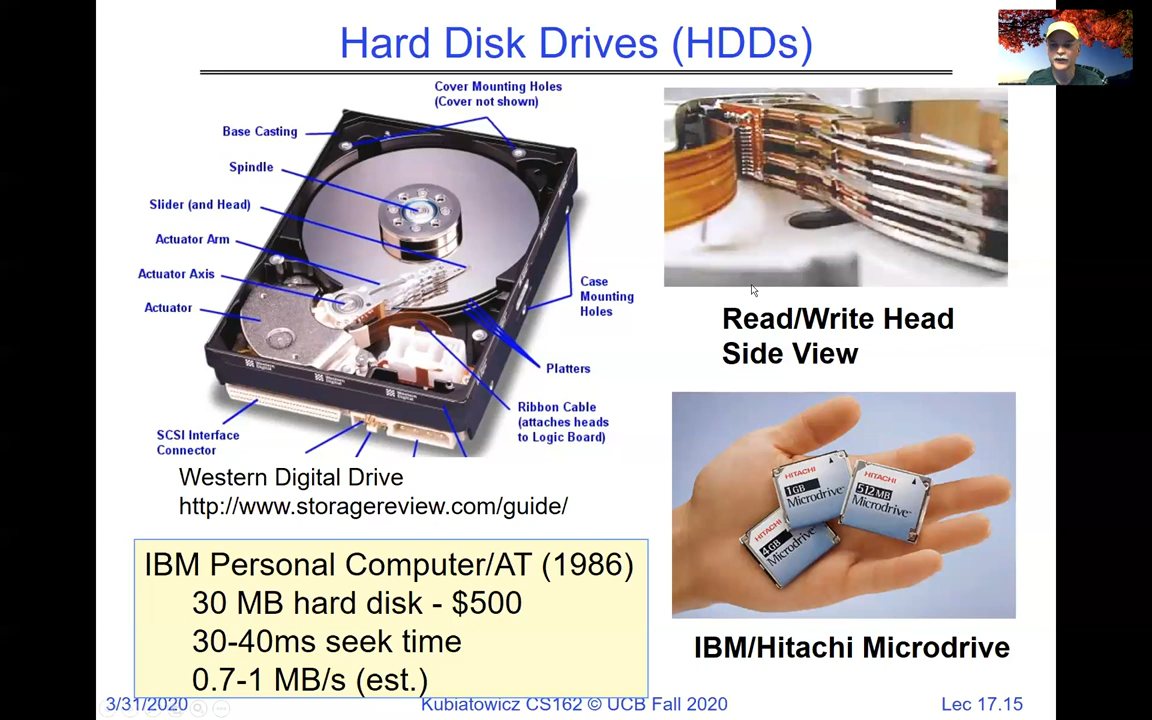 Hard Disk Drives (HDDs)
Cover Mounting Holes
(Cover not shown)
Base Casting
Spindle
Slider (and Head)
Actuator Arm
Actuator Axis
Actuator
Case
Mounting
Holes
Platters
Ribbon Cable
(attaches heads
to Logic Board)
SCSI Interface
Connector
Western Digital Drive
http://www.storagereview.com/guide/
Read/Write Head
Side View
HITACHI
1GB
Microdrive
HITACHI
512MB
Microdrive
HITACHI
4GB
Microdrive
IBM/Hitachi Microdrive
IBM Personal Computer/AT (1986)
30 MB hard disk - $500
30-40ms seek time
0.7-1 MB/s (est.)
3/31/2020
Kubiatowicz CS162 © UCB Fall 2020
Lec 17.15